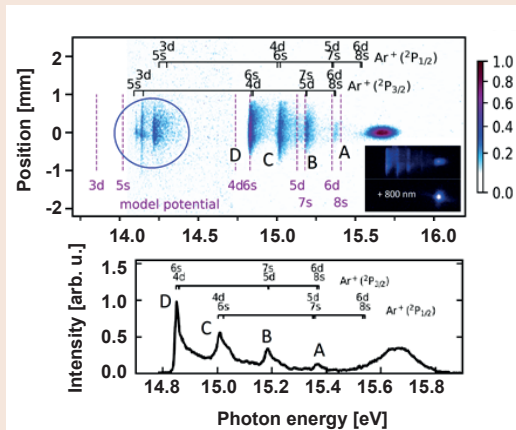 3d 4d 5d 6d
5s 6s 7s 8s Ar⁺(²P1/2)
3d 6s 7s 6d
5s 4d 5d 8s Ar⁺(²P3/2)
Position [mm]
2
1
0
-1
-2
D C B A
3d 5s 4d 6s 5d 6d
7s 8s
model potential
+ 800 nm
1.0
0.8
0.6
0.4
0.2
0.0
14.0 14.5 15.0 15.5 16.0
6s 7s 6d
4d 5d 8s Ar⁺(²P3/2)
4d 5d 6d
6s 7s 8s Ar⁺(²P1/2)
Intensity [arb. u.]
1.5
1.0
0.5
0.0
D C B A
14.8 15.0 15.2 15.4 15.6 15.8
Photon energy [eV]